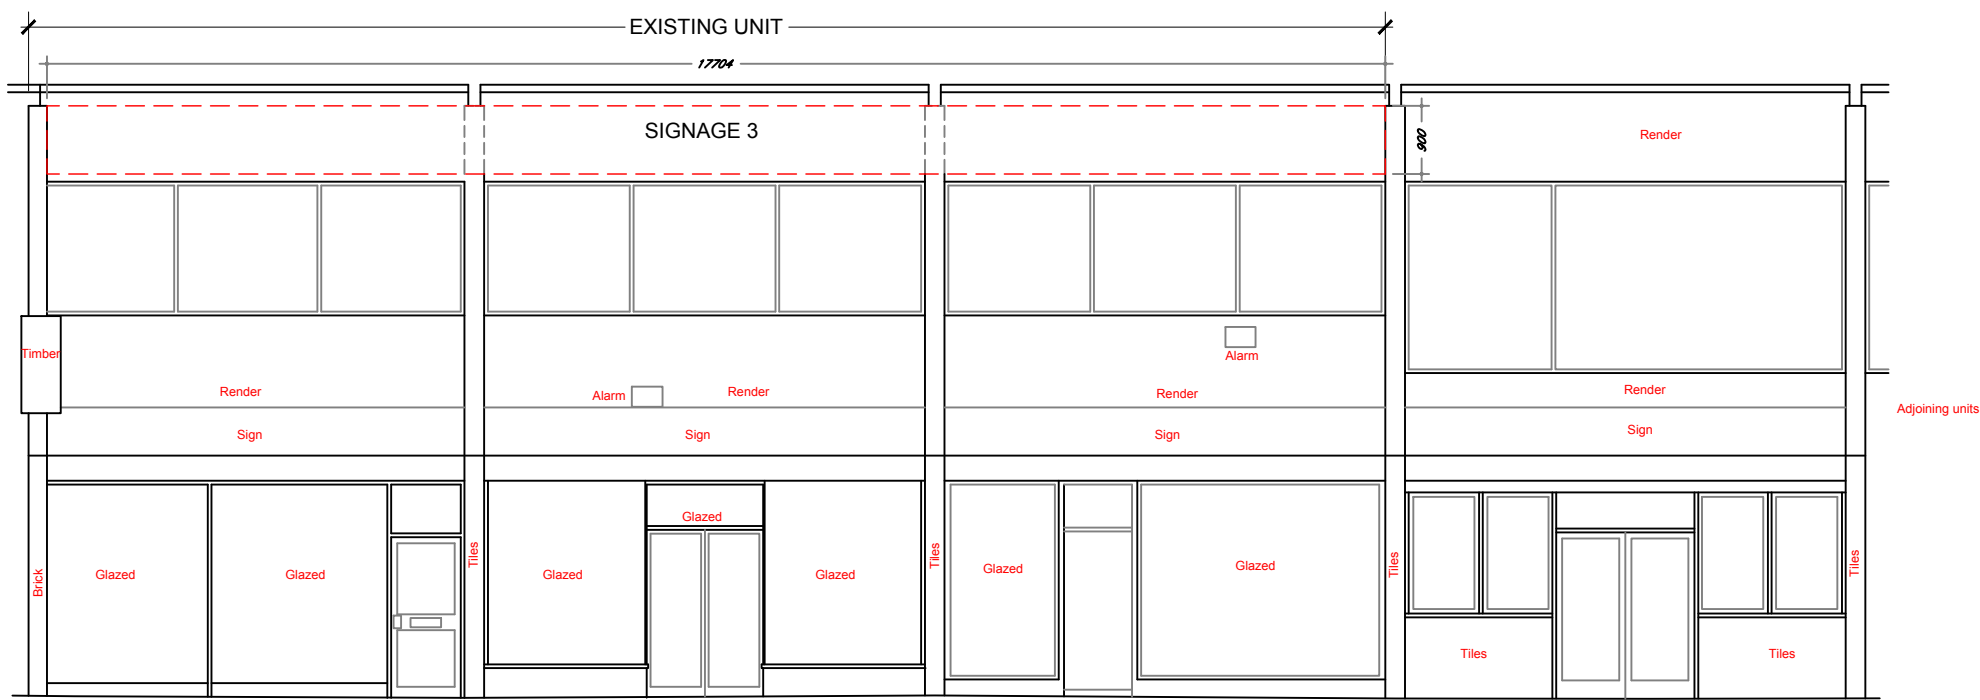 EXISTING UNIT
17704
SIGNAGE 3
900
Render
Timber
Alarm
Render
Alarm
Render
Render
Render
Adjoining units
Sign
Sign
Sign
Sign
Glazed
Brick
Glazed
Glazed
Tiles
Glazed
Glazed
Tiles
Glazed
Glazed
Tiles
Tiles
Tiles
Tiles